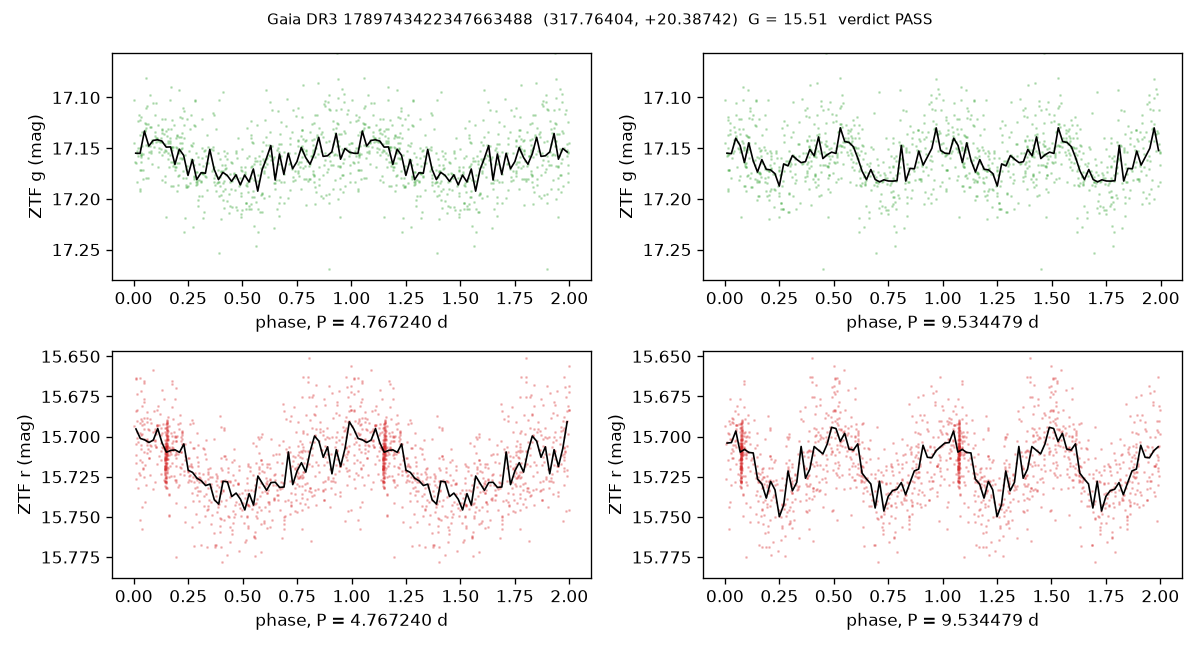 Gaia DR3 1789743422347663488 (317.76404, +20.38742) G = 15.51 verdict PASS
ZTF g (mag)
17.10
17.15
17.20
17.25
0.00 0.25 0.50 0.75 1.00 1.25 1.50 1.75 2.00
phase, P = 4.767240 d
ZTF g (mag)
17.10
17.15
17.20
17.25
0.00 0.25 0.50 0.75 1.00 1.25 1.50 1.75 2.00
phase, P = 9.534479 d
ZTF r (mag)
15.650
15.675
15.700
15.725
15.750
15.775
0.00 0.25 0.50 0.75 1.00 1.25 1.50 1.75 2.00
phase, P = 4.767240 d
ZTF r (mag)
15.650
15.675
15.700
15.725
15.750
15.775
0.00 0.25 0.50 0.75 1.00 1.25 1.50 1.75 2.00
phase, P = 9.534479 d